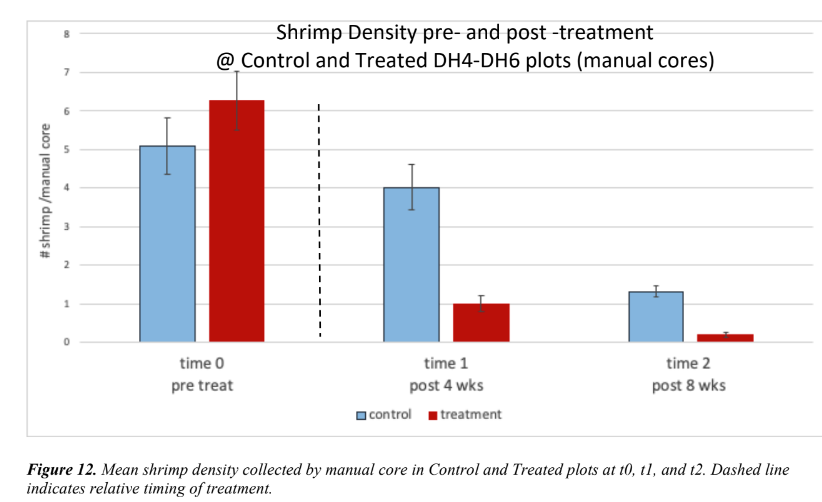 Shrimp Density pre- and post -treatment
@ Control and Treated DH4-DH6 plots (manual cores)
# shrimp /manual core
8
7
6
5
4
3
2
1
0
time 0
pre treat
time 1
post 4 wks
time 2
post 8 wks
control
treatment
Figure 12. Mean shrimp density collected by manual core in Control and Treated plots at t0, t1, and t2. Dashed line
indicates relative timing of treatment.